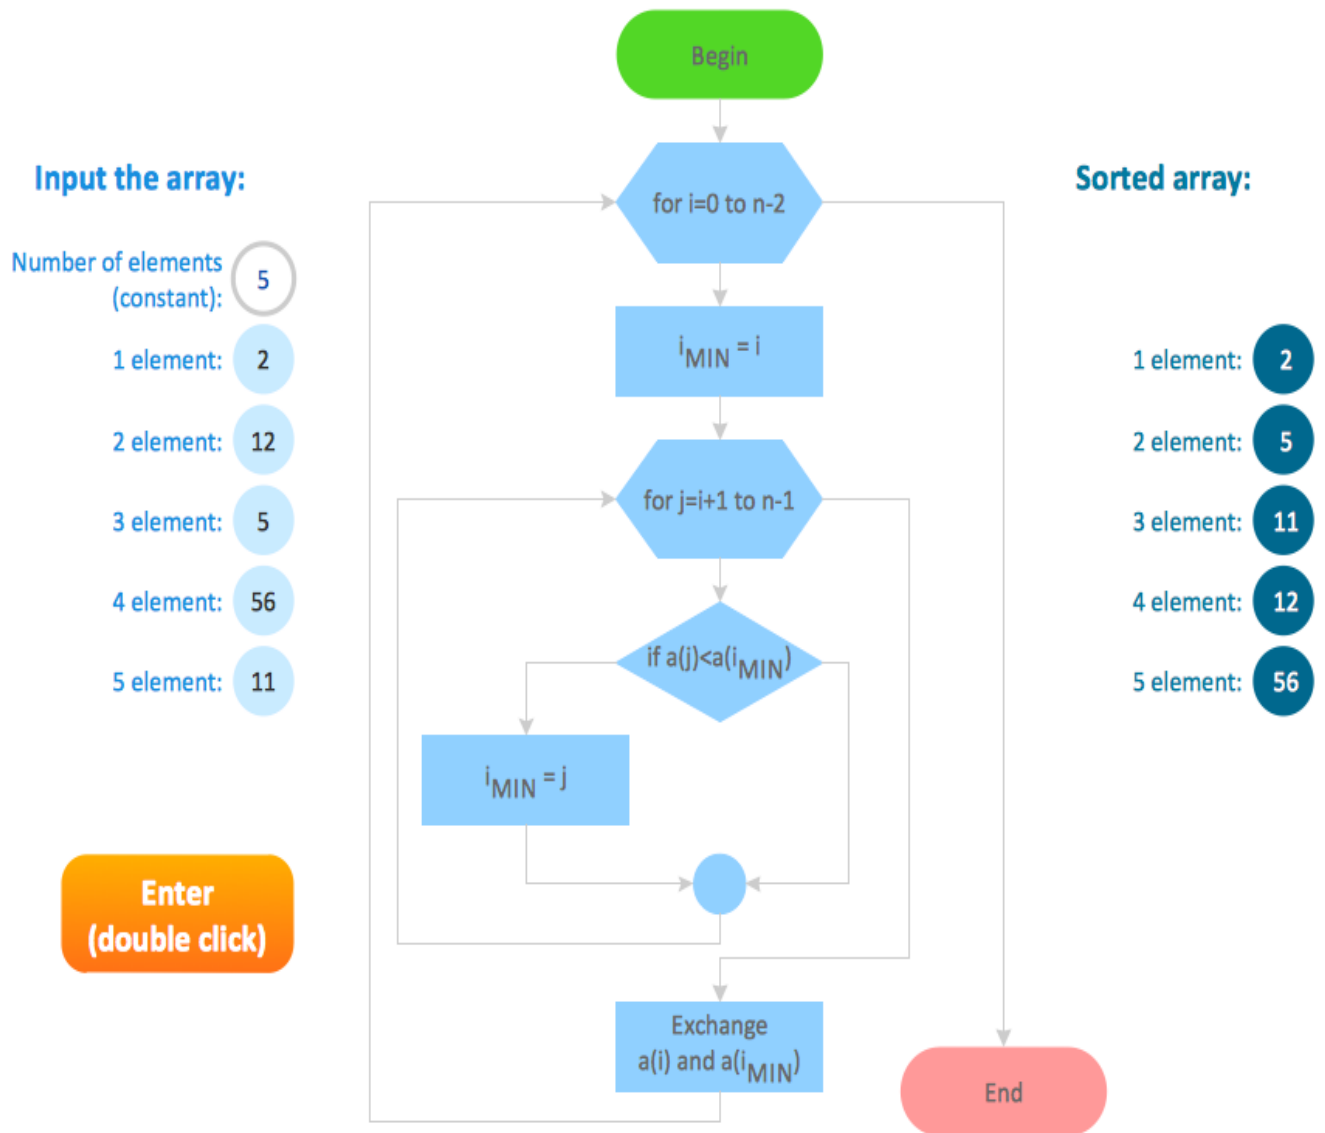 Begin
Input the array:
Sorted array:
for i=0 to n-2
Number of elements
(constant):
5
iMIN = i
1 element:
2
1 element:
2
2 element:
12
2 element:
5
for j=i+1 to n-1
3 element:
5
3 element:
11
4 element:
56
4 element:
12
if a(j)<a(iMIN)
5 element:
11
5 element:
56
iMIN = j
Enter
(double click)
Exchange
a(i) and a(iMIN)
End